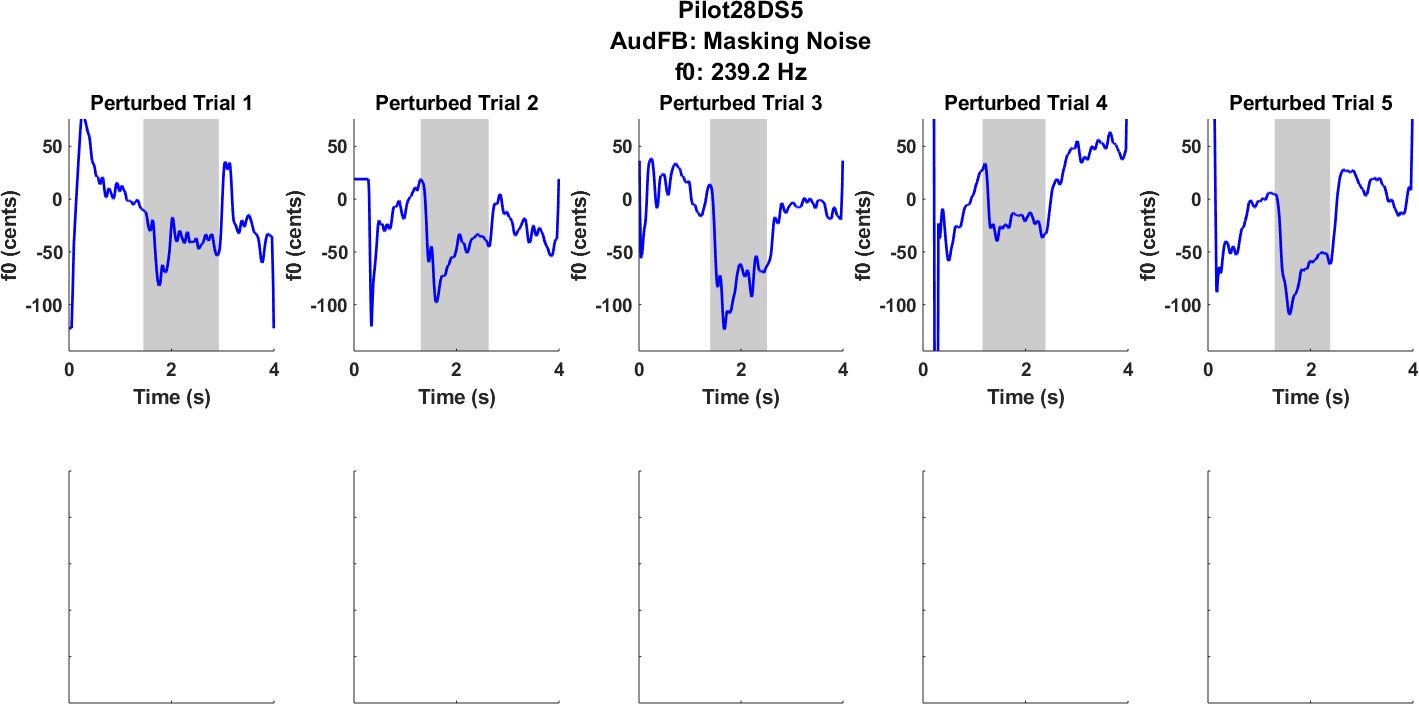 Pilot28DS5
AudFB: Masking Noise
f0: 239.2 Hz
Perturbed Trial 1
f0 (cents)
50
0
-50
-100
0 2 4
Time (s)
Perturbed Trial 2
f0 (cents)
50
0
-50
-100
0 2 4
Time (s)
Perturbed Trial 3
f0 (cents)
50
0
-50
-100
0 2 4
Time (s)
Perturbed Trial 4
f0 (cents)
50
0
-50
-100
0 2 4
Time (s)
Perturbed Trial 5
f0 (cents)
50
0
-50
-100
0 2 4
Time (s)